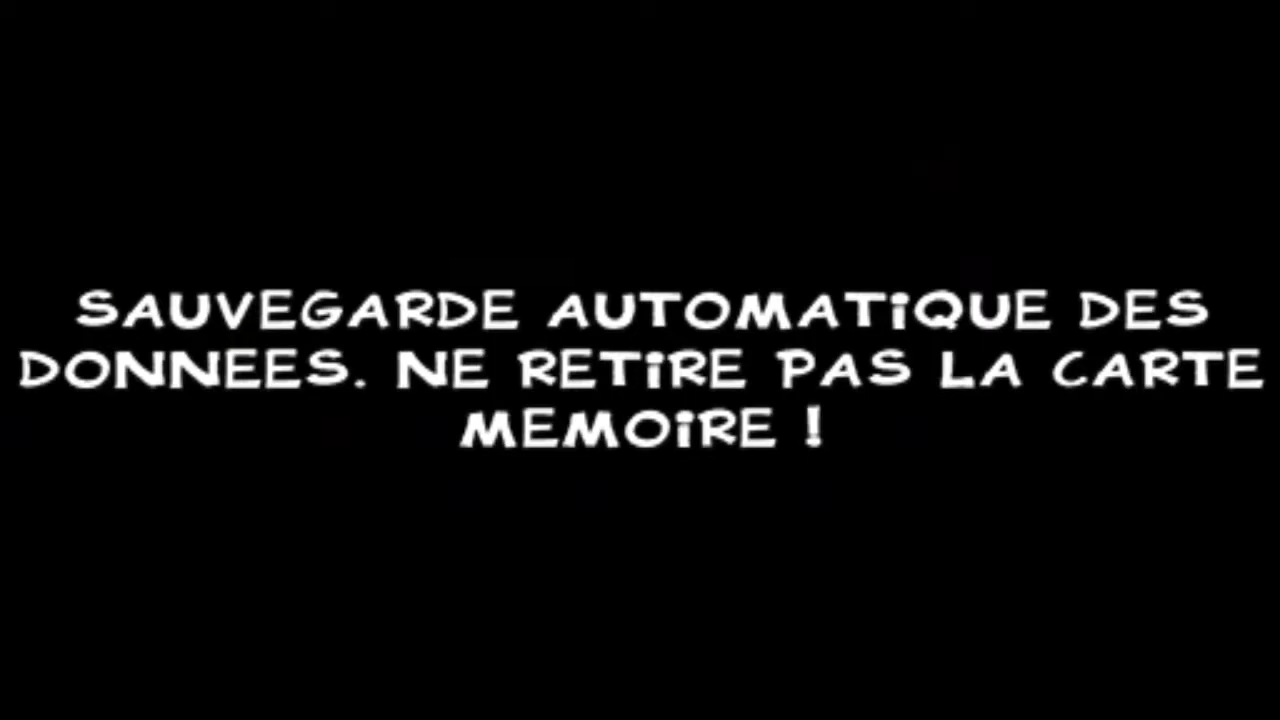 SAUVEGARDE AUTOMATiQUE DES
DONNEES. NE RETiRE PAS LA CARTE
MEMOiRE !